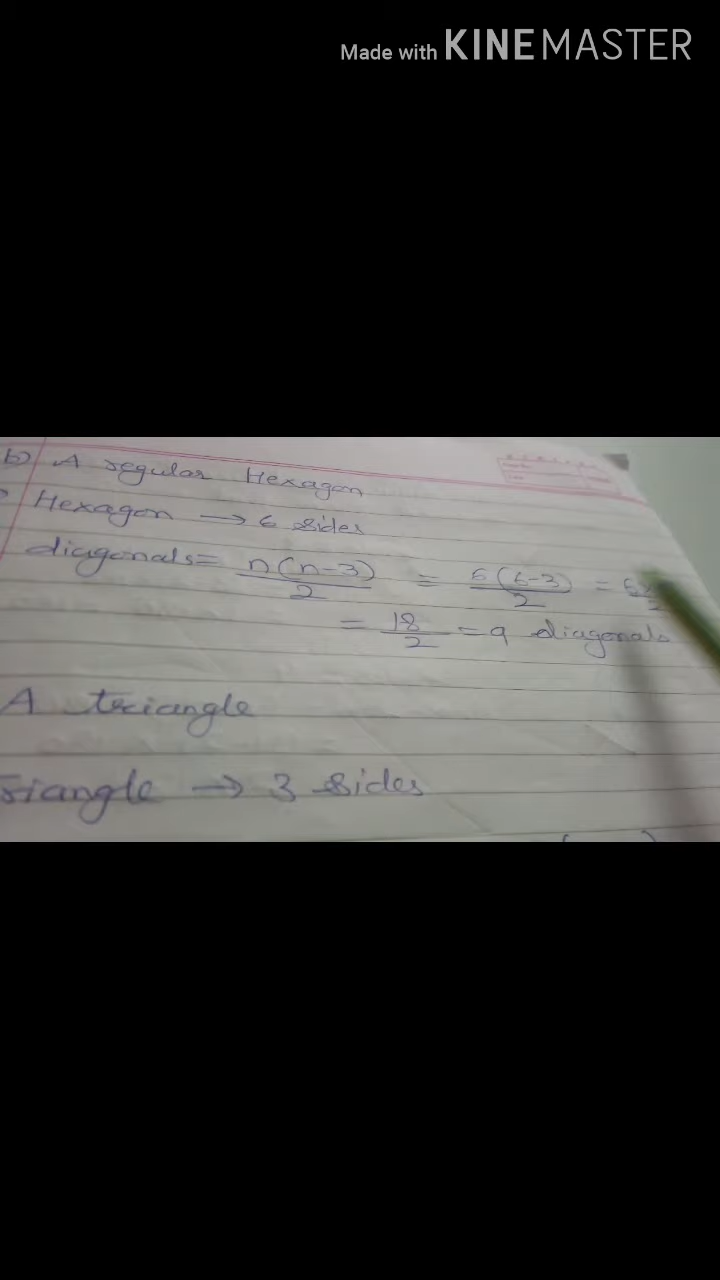 Made with KINEMASTER
b) A regular Hexagon
Hexagon → 6 sides
diagonals = n(n-3)/2 = 6(6-3)/2 =
= 18/2 = 9 diagonals
A triangle
riangle → 3 sides